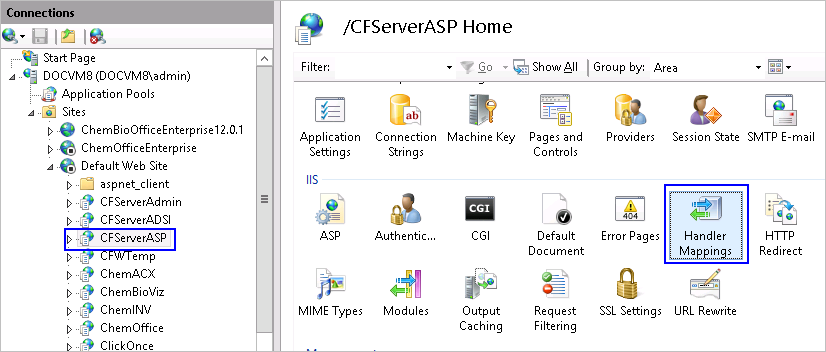 Connections
Start Page
DOCVM8 (DOCVM8\admin)
Application Pools
Sites
ChemBioOfficeEnterprise12.0.1
ChemOfficeEnterprise
Default Web Site
aspnet_client
CFServerAdmin
CFServerADSI
CFServerASP
CFWTemp
ChemACX
ChemBioViz
ChemINV
ChemOffice
ClickOnce
/CFServerASP Home
Filter: Go Show All Group by: Area
Application Settings
Connection Strings
Machine Key
Pages and Controls
Providers
Session State
SMTP E-mail
IIS
ASP
Authentic...
CGI
CGI
Default Document
404
Error Pages
Handler Mappings
HTTP Redirect
MIME Types
Modules
Output Caching
Request Filtering
SSL Settings
URL Rewrite